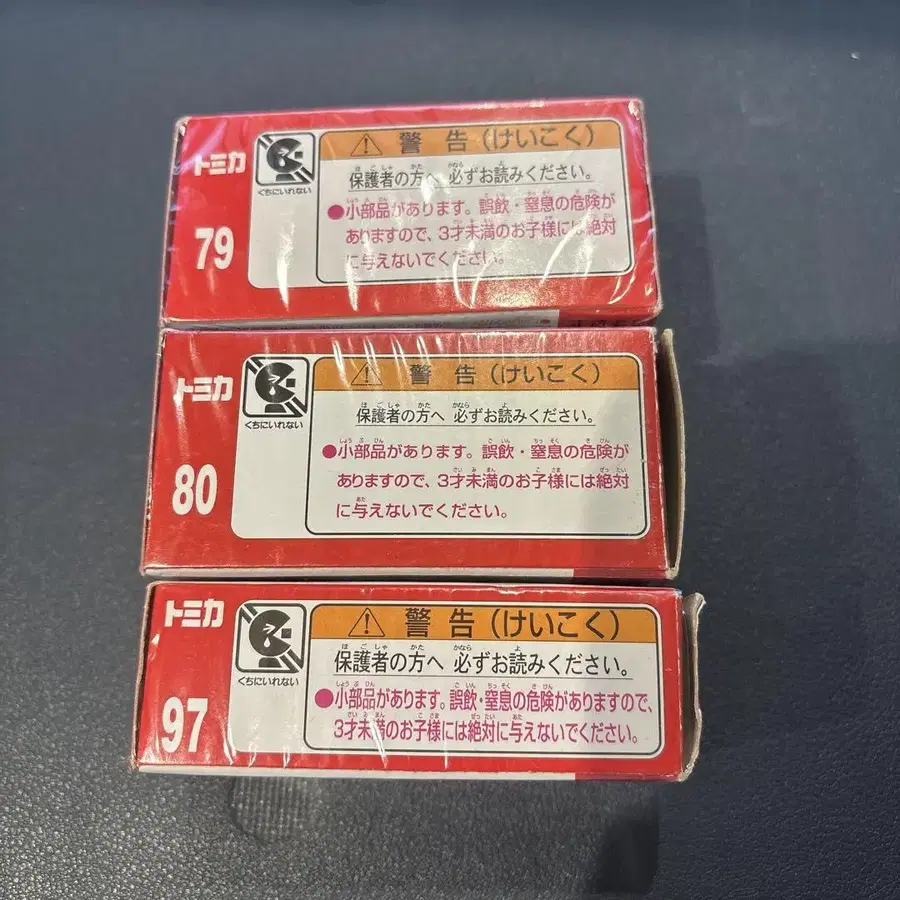 トミカ
79
くちにいれない
⚠ 警告(けいこく)
保護者の方へ 必ずお読みください。
●小部品があります。誤飲・窒息の危険が
ありますので、3才未満のお子様には絶対
に与えないでください。
トミカ
80
くちにいれない
⚠ 警告(けいこく)
保護者の方へ 必ずお読みください。
●小部品があります。誤飲・窒息の危険が
ありますので、3才未満のお子様には絶対
に与えないでください。
トミカ
97
くちにいれない
⚠ 警告(けいこく)
保護者の方へ 必ずお読みください。
●小部品があります。誤飲・窒息の危険がありますので、
3才未満のお子様には絶対に与えないでください。